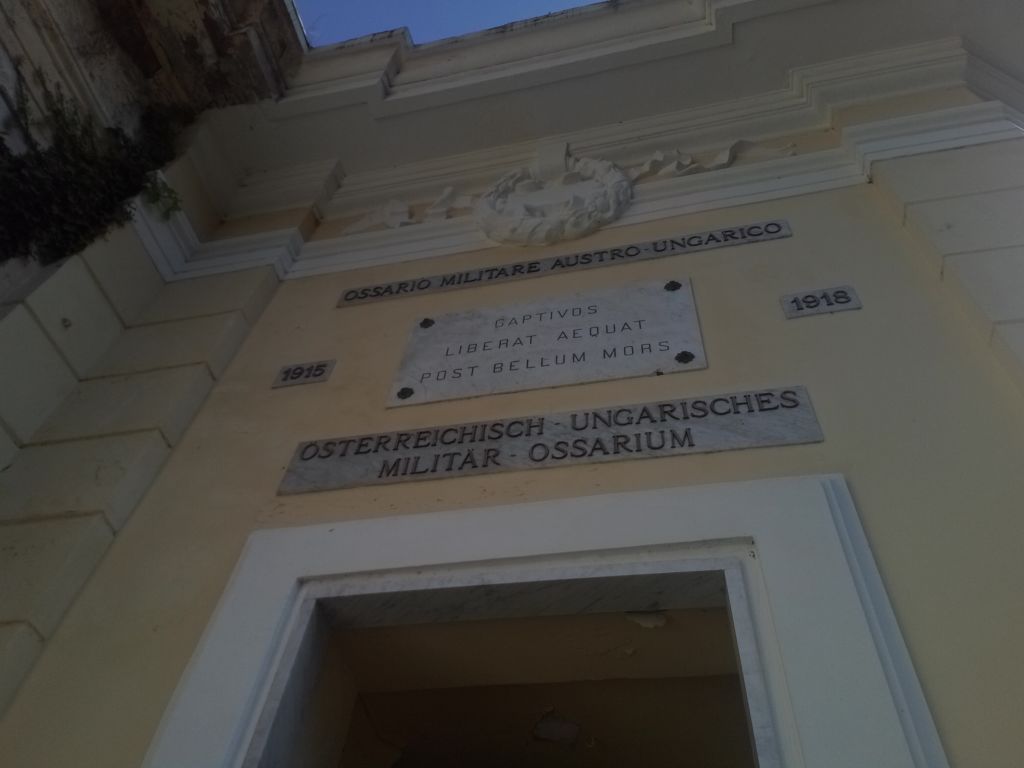 OSSARIO MILITARE AUSTRO-UNGARICO
CAPTIVOS
LIBERAT AEQUAT
POST BELLUM MORS
1915
1918
ÖSTERREICHISCH-UNGARISCHES
MILITÄR-OSSARIUM